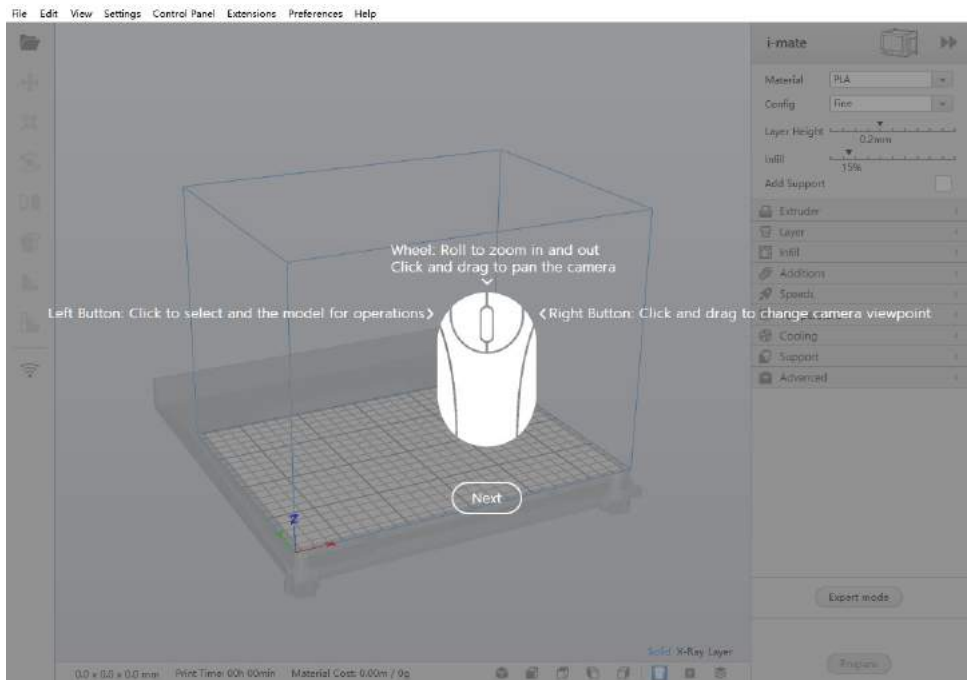 File Edit View Settings Control Panel Extensions Preferences Help
i-mate
Material PLA
Config Fine
Layer Height
0.2mm
Infill
15%
Add Support
Extruder
Layer
Infill
Additions
Speeds
Cooling
Support
Advanced
Wheel: Roll to zoom in and out
Click and drag to pan the camera
Left Button: Click to select and the model for operations
Right Button: Click and drag to change camera viewpoint
Next
Z
Expert mode
Solid X-Ray Layer
0.0 x 0.0 x 0.0 mm Print Time: 00h 00min Material Cost: 0.00m / 0g
Prepare